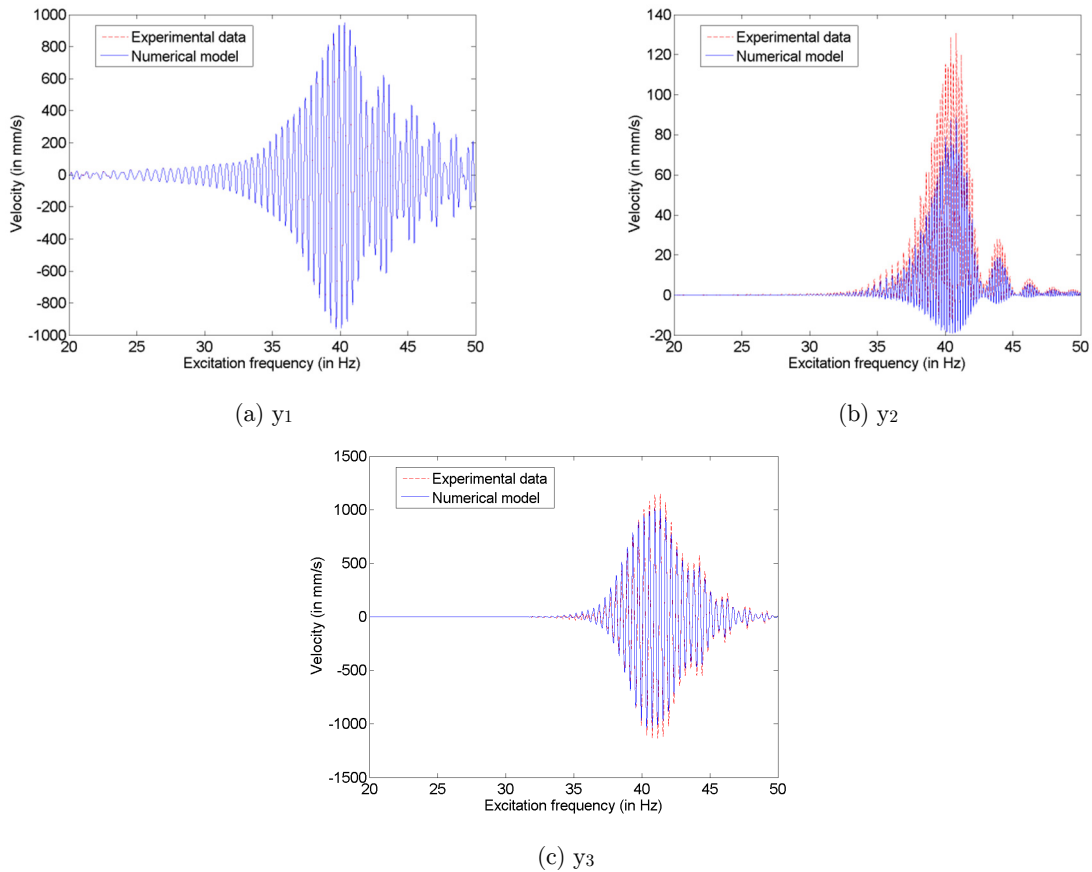 1000
800
600
400
200
0
-200
-400
-600
-800
-1000
Velocity (in mm/s)
Experimental data
Numerical model
20 25 30 35 40 45 50
Excitation frequency (in Hz)
(a) y1
140
120
100
80
60
40
20
0
-20
Velocity (in mm/s)
Experimental data
Numerical model
20 25 30 35 40 45 50
Excitation frequency (in Hz)
(b) y2
1500
1000
500
0
-500
-1000
-1500
Velocity (in mm/s)
Experimental data
Numerical model
20 25 30 35 40 45 50
Excitation frequency (in Hz)
(c) y3